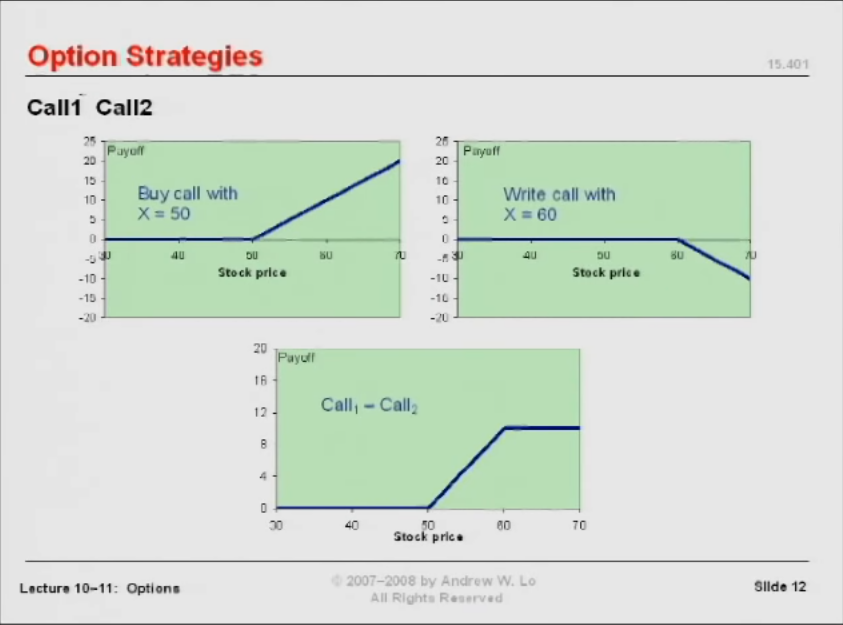 Option Strategies
15.401
Call1 Call2
25
20
15
10
5
0
-5
-10
-15
-20
Payoff
Buy call with
X = 50
30 40 50 60 70
Stock price
25
20
15
10
5
0
-5
-10
-15
-20
Payoff
Write call with
X = 60
30 40 50 60 70
Stock price
20
16
12
8
4
0
Payoff
Call1 – Call2
30 40 50 60 70
Stock price
Lecture 10–11: Options
© 2007–2008 by Andrew W. Lo
All Rights Reserved
Slide 12